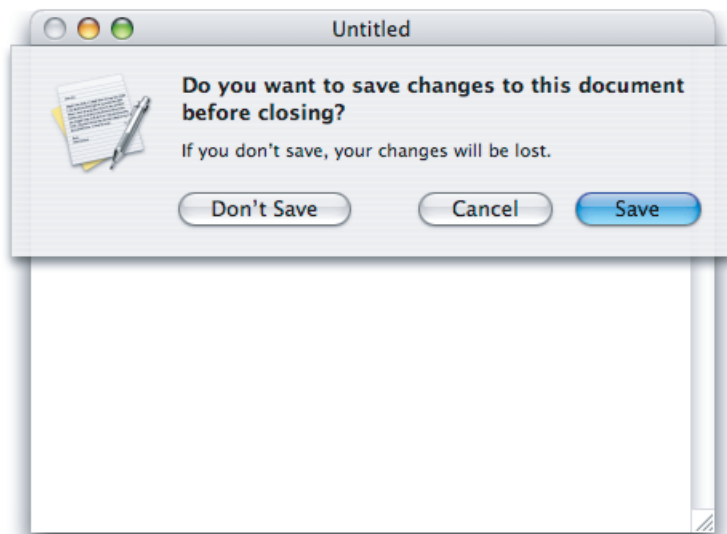 Untitled
Do you want to save changes to this document
before closing?
If you don't save, your changes will be lost.
Don't Save
Cancel
Save